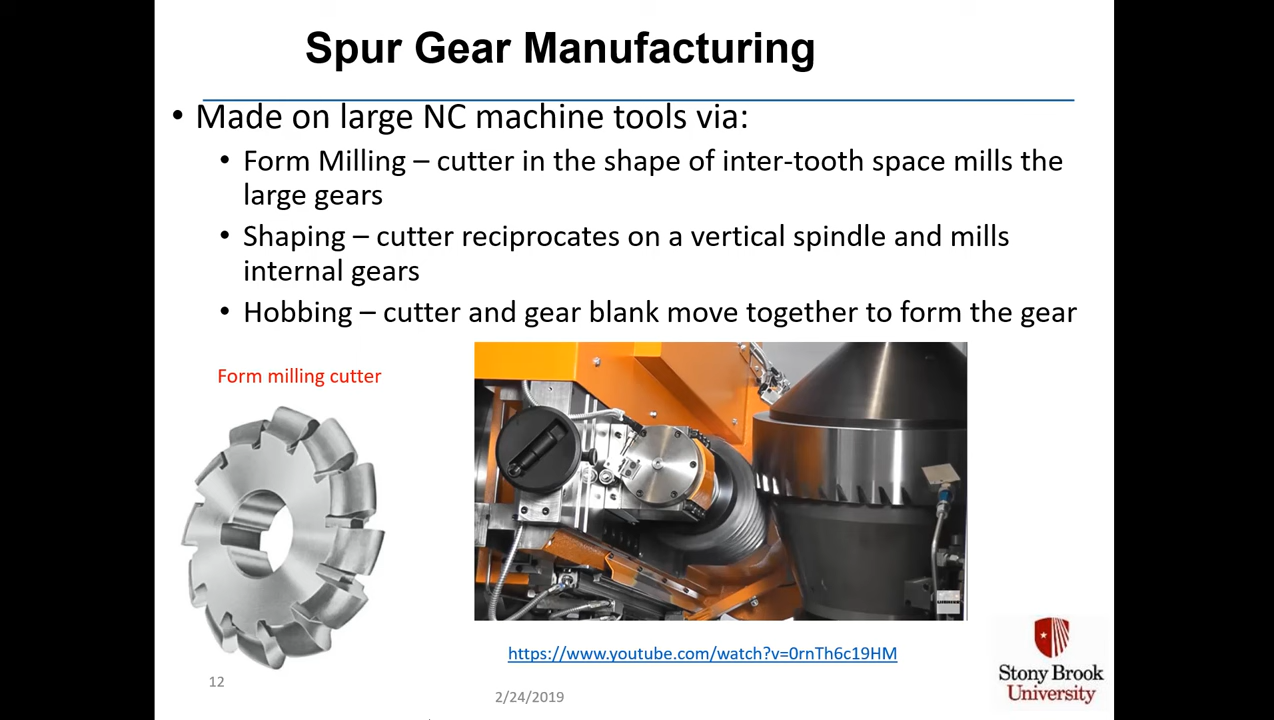 Spur Gear Manufacturing
• Made on large NC machine tools via:
• Form Milling – cutter in the shape of inter-tooth space mills the
large gears
• Shaping – cutter reciprocates on a vertical spindle and mills
internal gears
• Hobbing – cutter and gear blank move together to form the gear
Form milling cutter
https://www.youtube.com/watch?v=0rnTh6c19HM
12
2/24/2019
Stony Brook
University